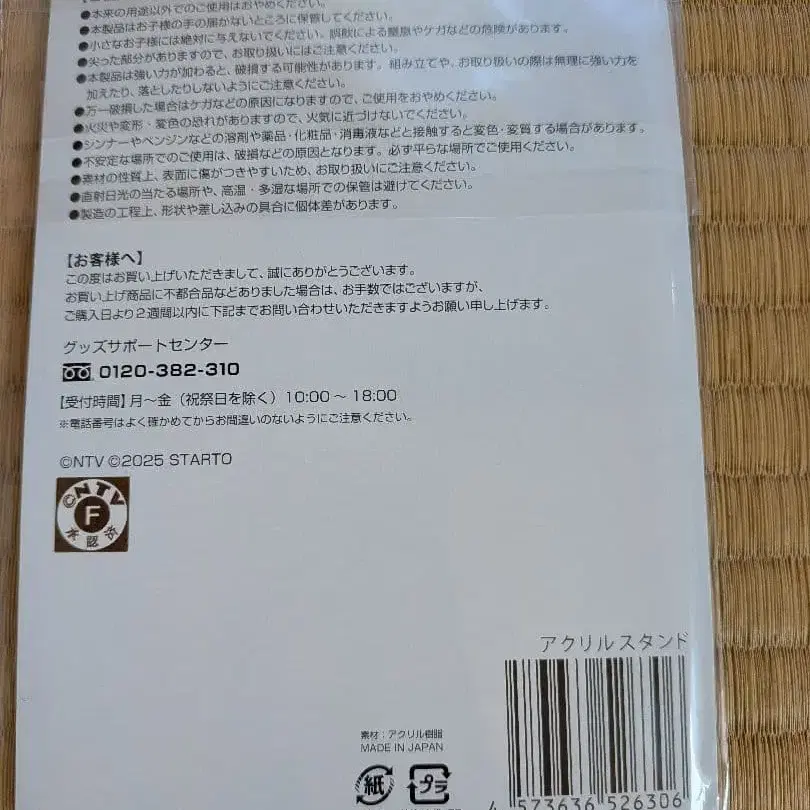 ●本来の用途以外でのご使用はおやめください。
●本製品はお子様の手の届かないところに保管してください。
●小さなお子様には絶対に与えないでください。誤飲による窒息やケガなどの危険があります。
●尖った部分がありますので、お取り扱いにはご注意ください。
●本製品は強い力が加わると、破損する可能性があります。組み立てや、お取り扱いの際は無理に強い力を
加えたり、落としたりしないようにご注意ください。
●万一破損した場合はケガなどの原因になりますので、ご使用をおやめください。
●火災や変形・変色の恐れがありますので、火気に近づけないでください。
●シンナーやベンジンなどの溶剤や薬品・化粧品・消毒液などと接触すると変色・変質する場合があります。
●不安定な場所でのご使用は、破損などの原因となります。必ず平らな場所でご使用ください。
●素材の性質上、表面に傷がつきやすいため、お取り扱いにご注意ください。
●直射日光の当たる場所や、高温・多湿な場所での保管は避けてください。
●製造の工程上、形状や差し込みの具合に個体差があります。
【お客様へ】
この度はお買い上げいただきまして、誠にありがとうございます。
お買い上げ商品に不都合品などありました場合は、お手数ではございますが、
ご購入日より2週間以内に下記までお問い合わせいただきますようお願い申し上げます。
グッズサポートセンター
0120-382-310
【受付時間】月〜金（祝祭日を除く）10:00〜18:00
※電話番号はよく確かめてからお間違いのないようにご注意ください。
©NTV ©2025 STARTO
©NTV
F
承認済
アクリルスタンド
素材：アクリル樹脂
MADE IN JAPAN
紙
プラ
4 573636 526306